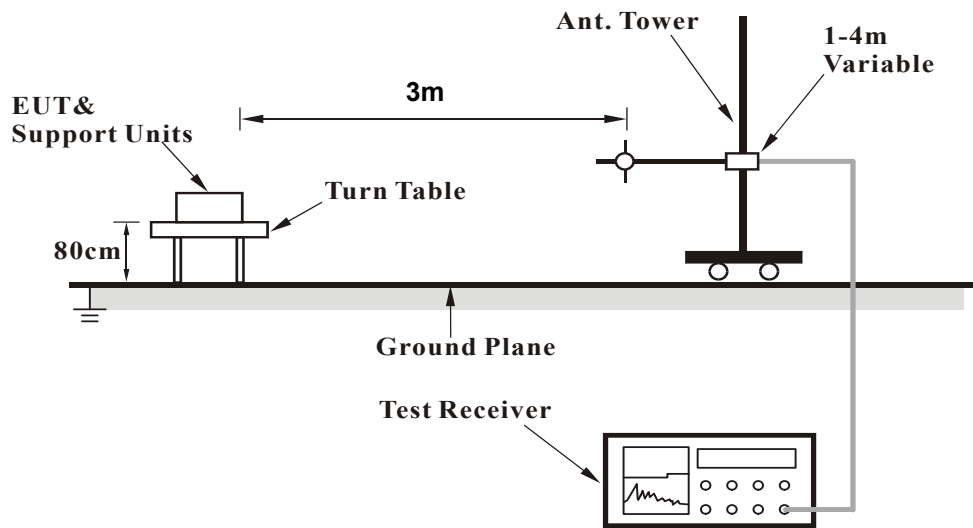 Ant. Tower
1-4m
Variable
3m
EUT&
Support Units
Turn Table
80cm
Ground Plane
Test Receiver